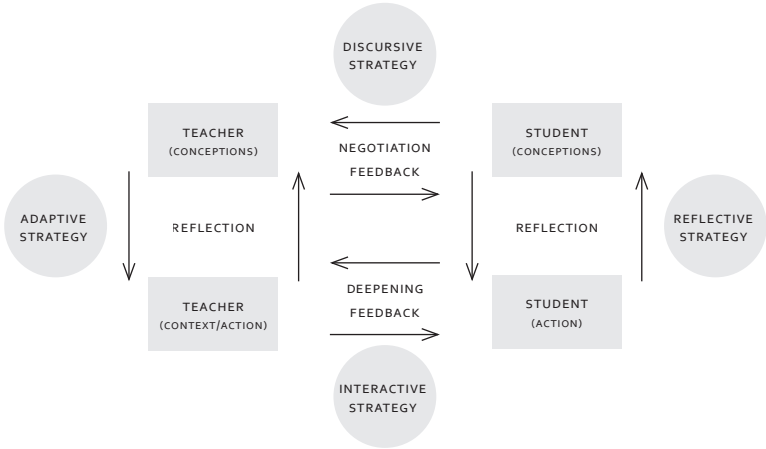 DISCURSIVE
STRATEGY
TEACHER
(CONCEPTIONS)
NEGOTIATION
FEEDBACK
STUDENT
(CONCEPTIONS)
ADAPTIVE
STRATEGY
REFLECTION
REFLECTION
REFLECTIVE
STRATEGY
TEACHER
(CONTEXT/ACTION)
DEEPENING
FEEDBACK
STUDENT
(ACTION)
INTERACTIVE
STRATEGY